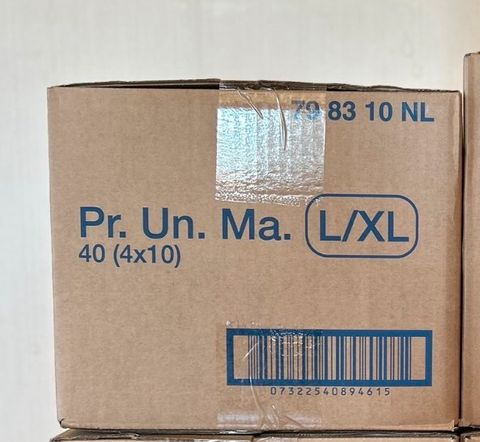 79 83 10 NL
Pr. Un. Ma. L/XL
40 (4x10)
07322540894615